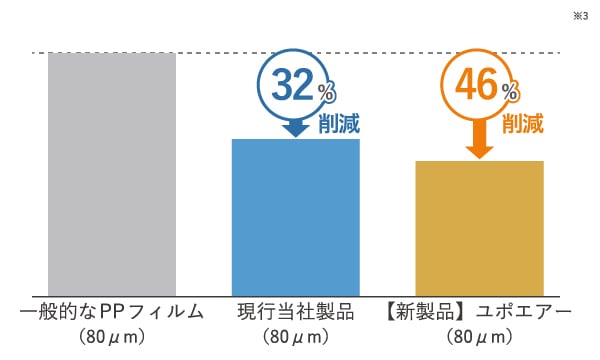 ※3
32%
削減
46%
削減
一般的なPPフィルム
（80μm）
現行当社製品
（80μm）
【新製品】ユポエアー
（80μm）